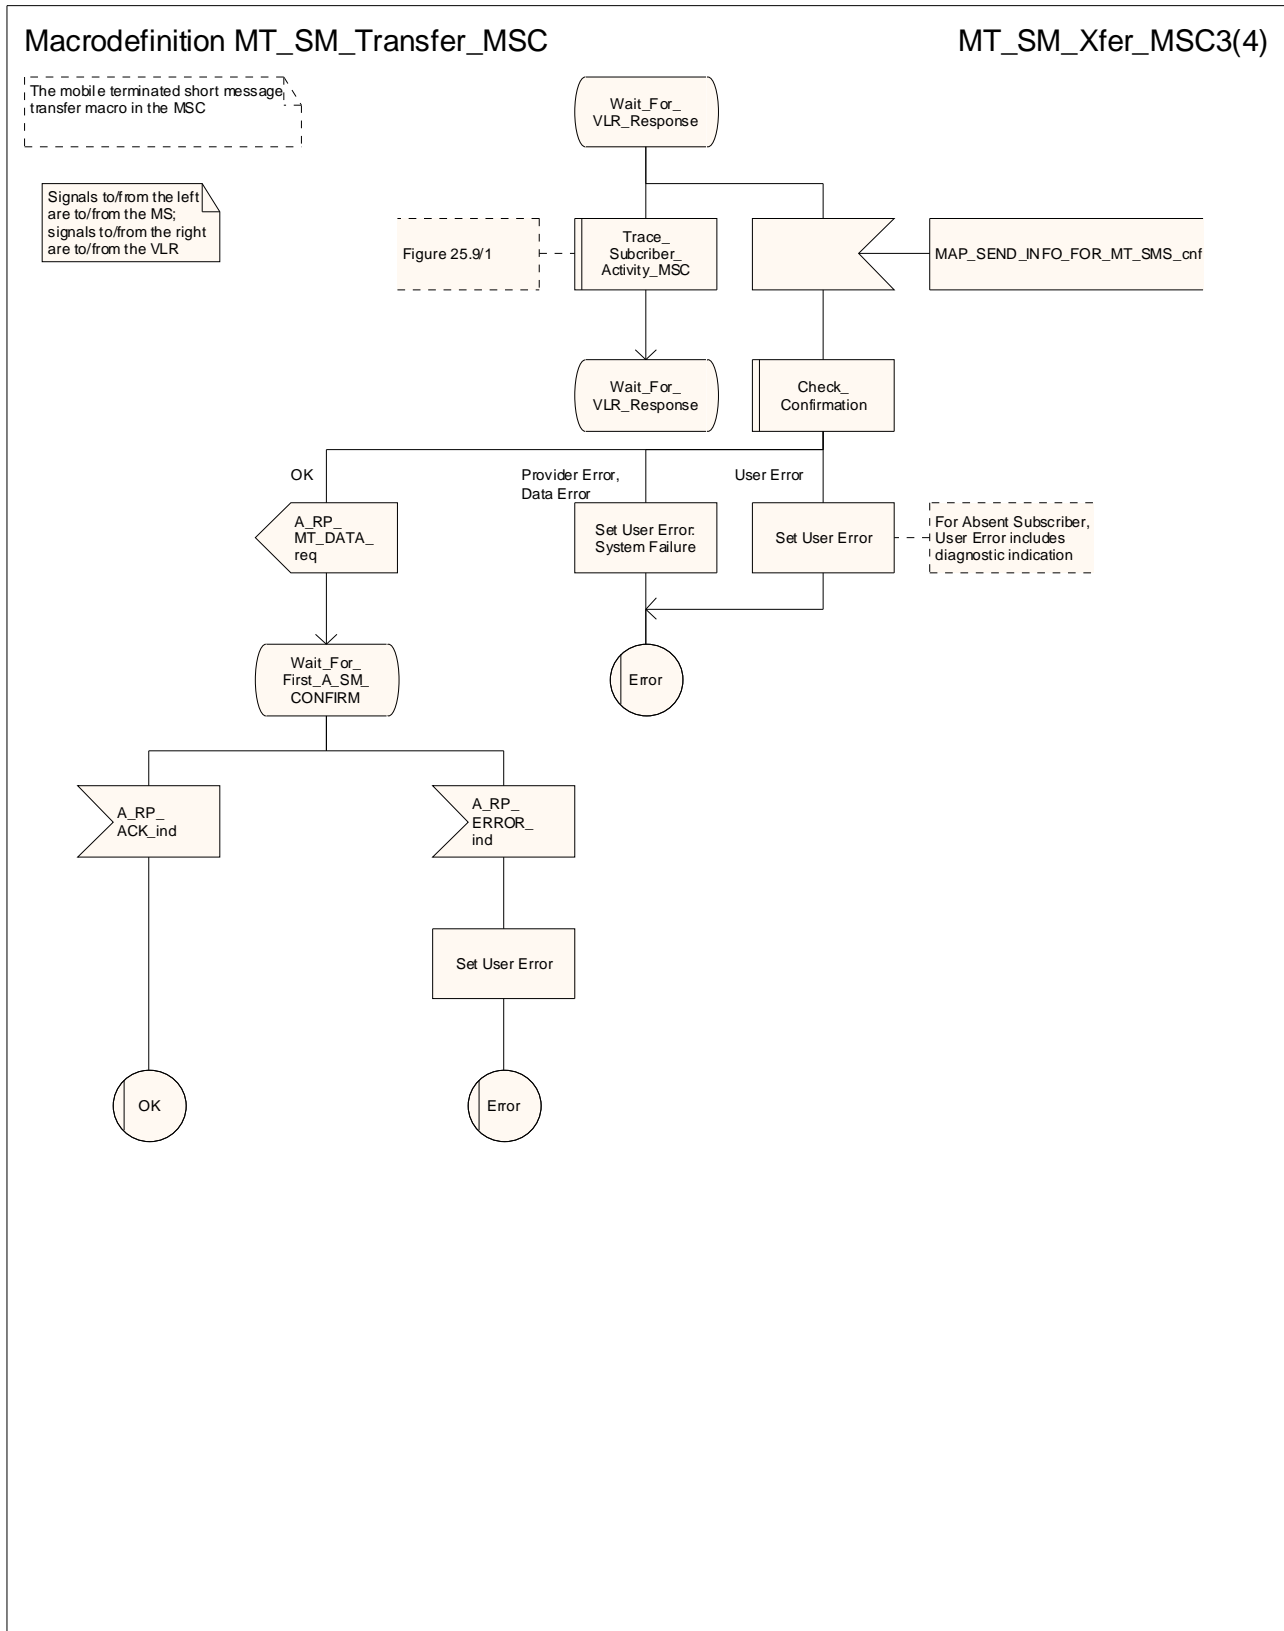 Macrodefinition MT_SM_Transfer_MSC
MT_SM_Xfer_MSC3(4)
The mobile terminated short message
transfer macro in the MSC
Wait_For_
VLR_Response
Signals to/from the left
are to/from the MS;
signals to/from the right
are to/from the VLR
Figure 25.9/1
Trace_
Subcriber_
Activity_MSC
MAP_SEND_INFO_FOR_MT_SMS_cnf
Wait_For_
VLR_Response
Check_
Confirmation
OK
Provider Error,
Data Error
User Error
A_RP_
MT_DATA_
req
Set User Error:
System Failure
Set User Error
For Absent Subscriber,
User Error includes
diagnostic indication
Wait_For_
First_A_SM_
CONFIRM
Error
A_RP_
ACK_ind
A_RP_
ERROR_
ind
Set User Error
OK
Error